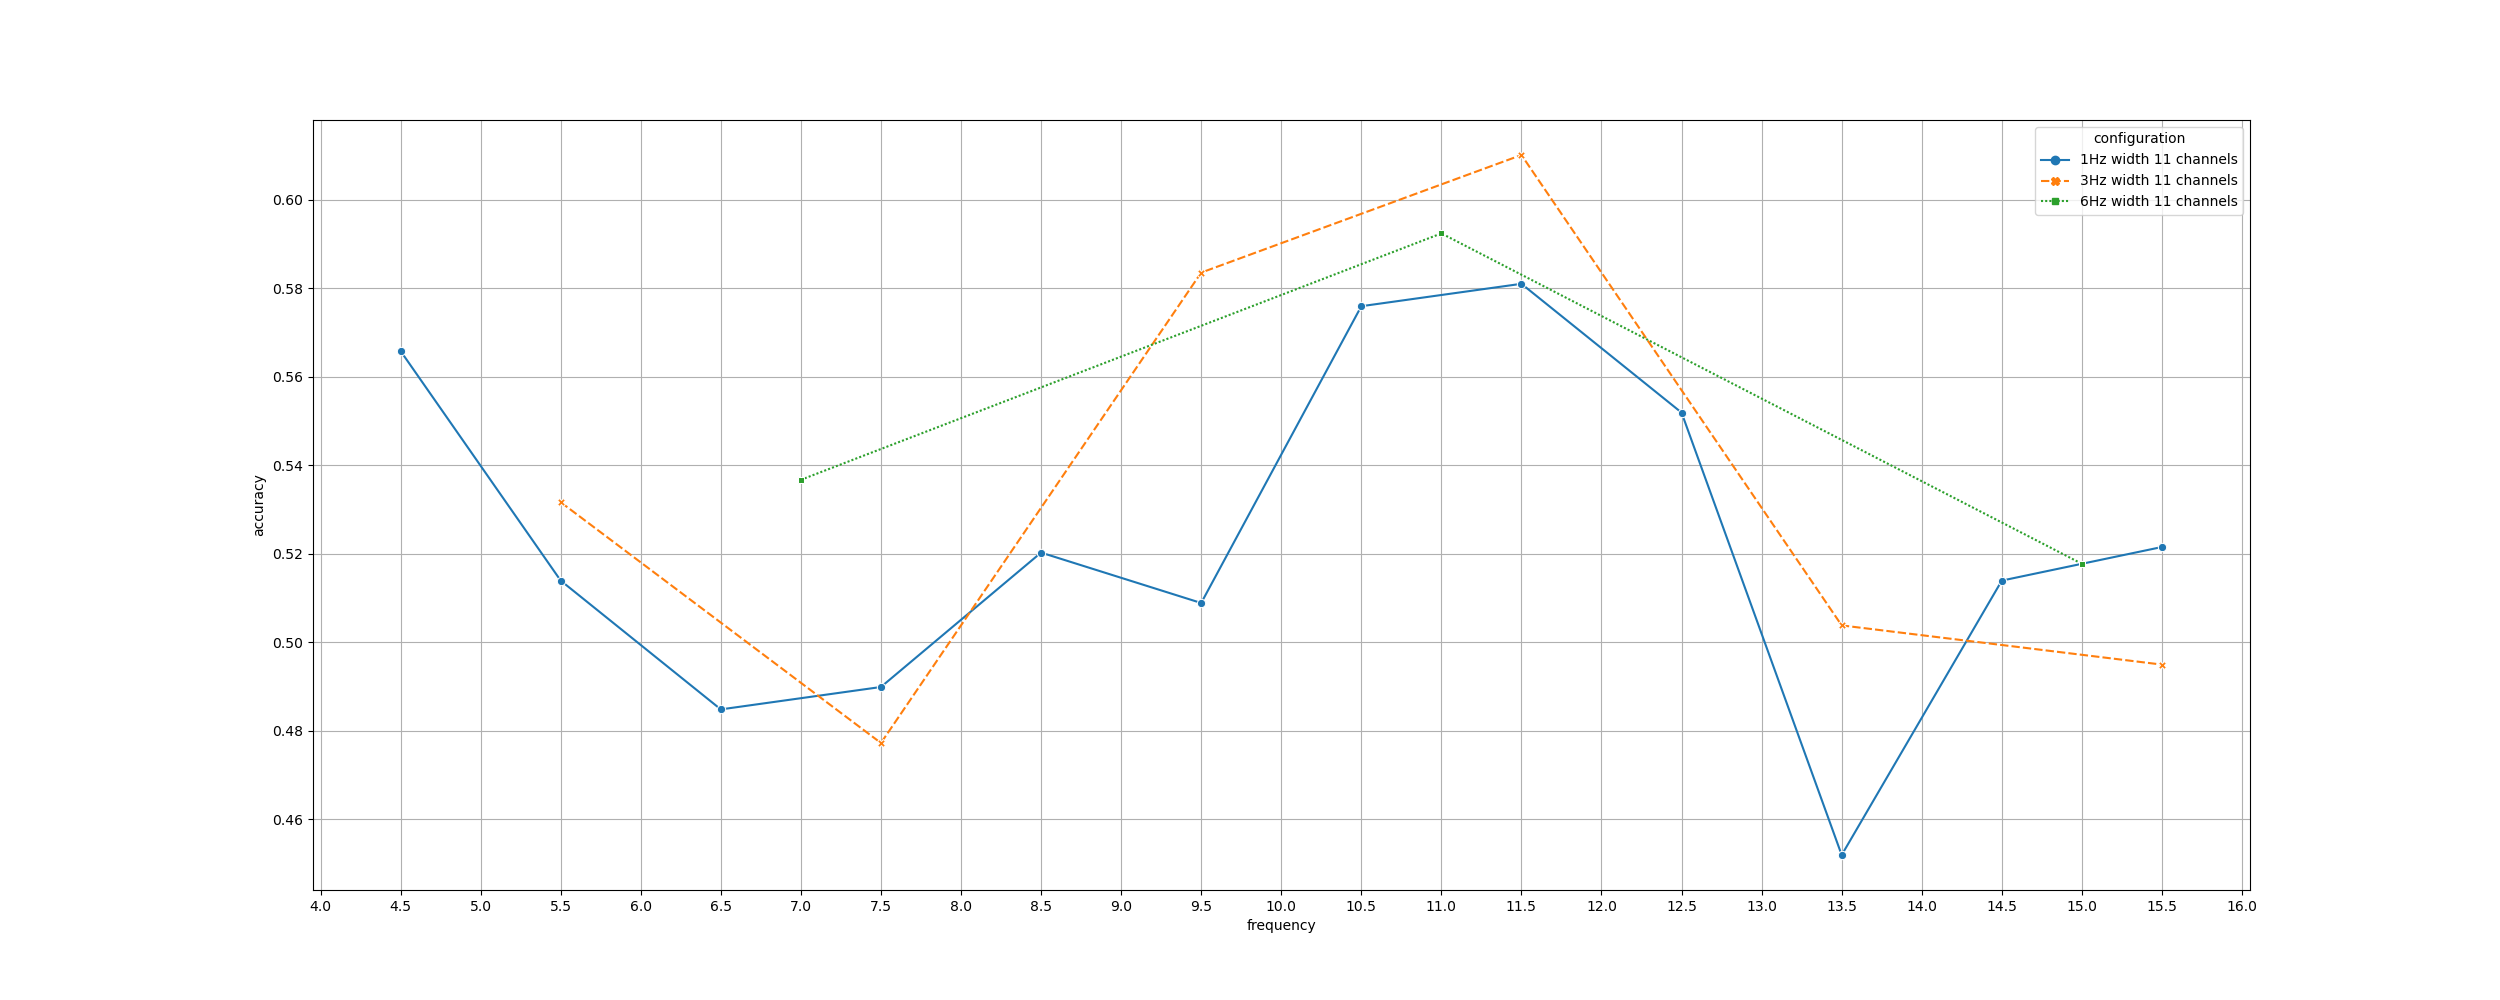 configuration
1Hz width 11 channels
3Hz width 11 channels
6Hz width 11 channels
0.60
0.58
0.56
0.54
0.52
0.50
0.48
0.46
accuracy
4.0 4.5 5.0 5.5 6.0 6.5 7.0 7.5 8.0 8.5 9.0 9.5 10.0 10.5 11.0 11.5 12.0 12.5 13.0 13.5 14.0 14.5 15.0 15.5 16.0
frequency